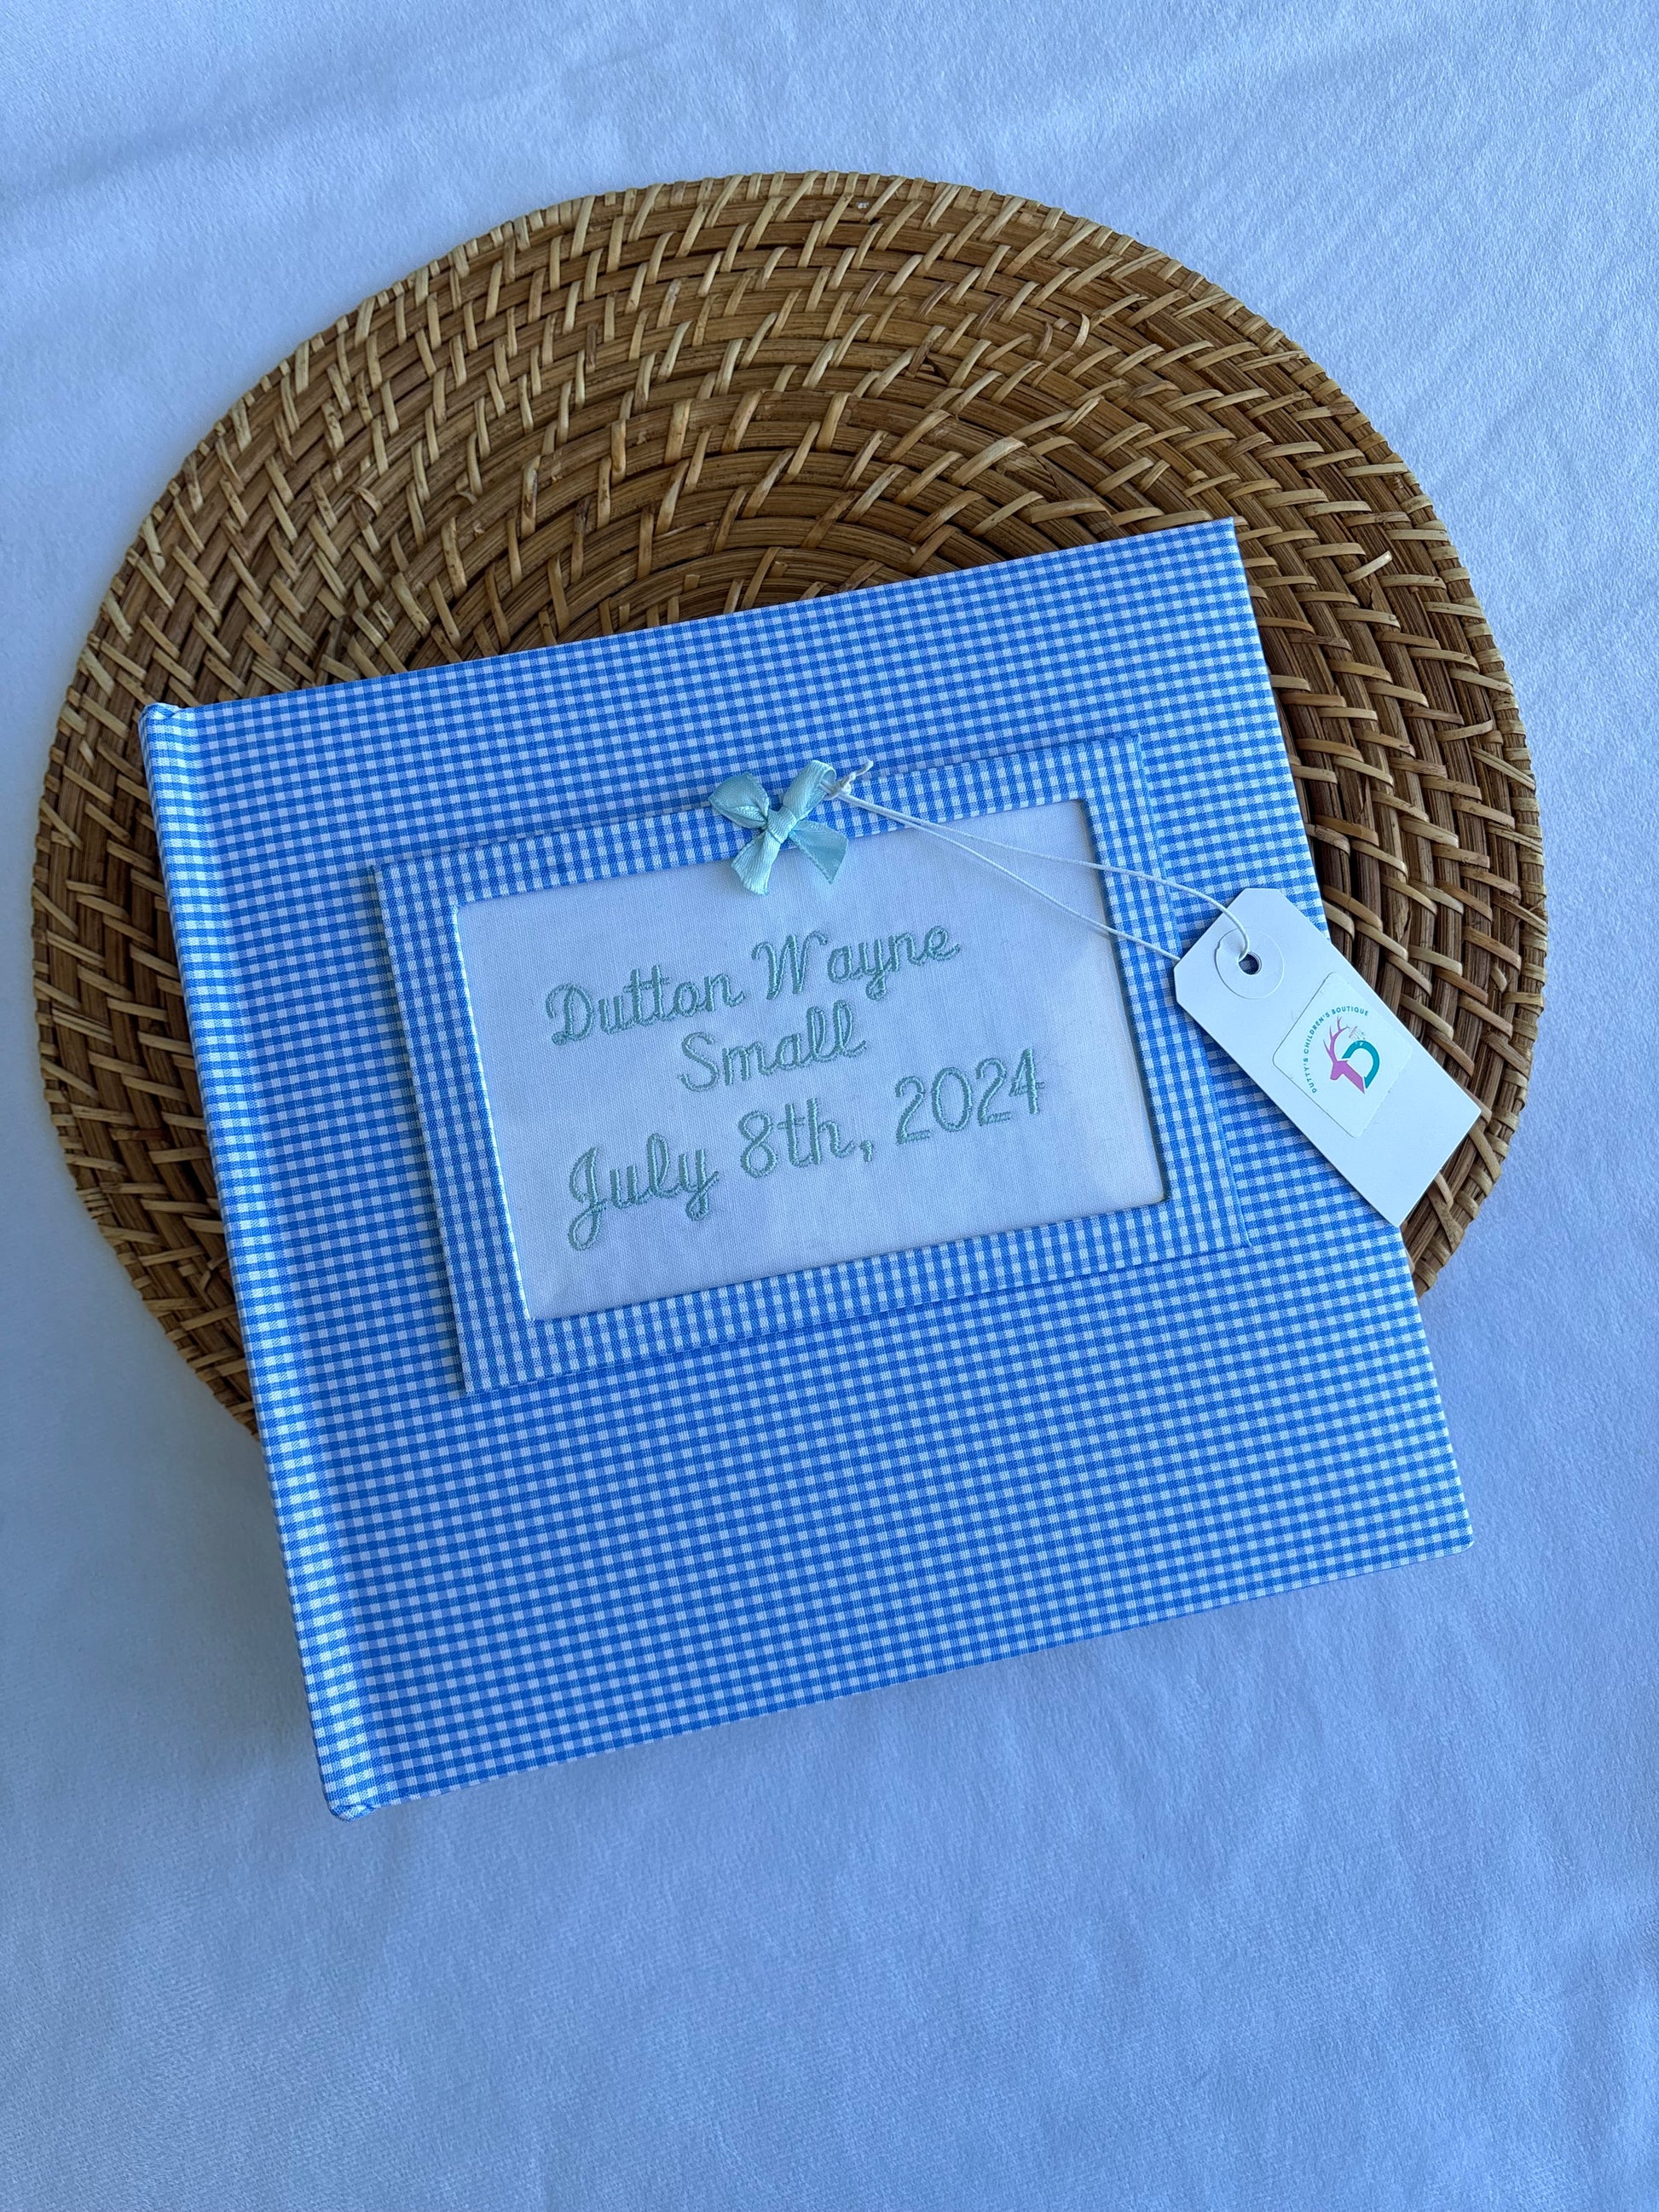 Dutton Wayne
Small
July 8th, 2024
DUTTY'S CHILDREN'S BOUTIQUE